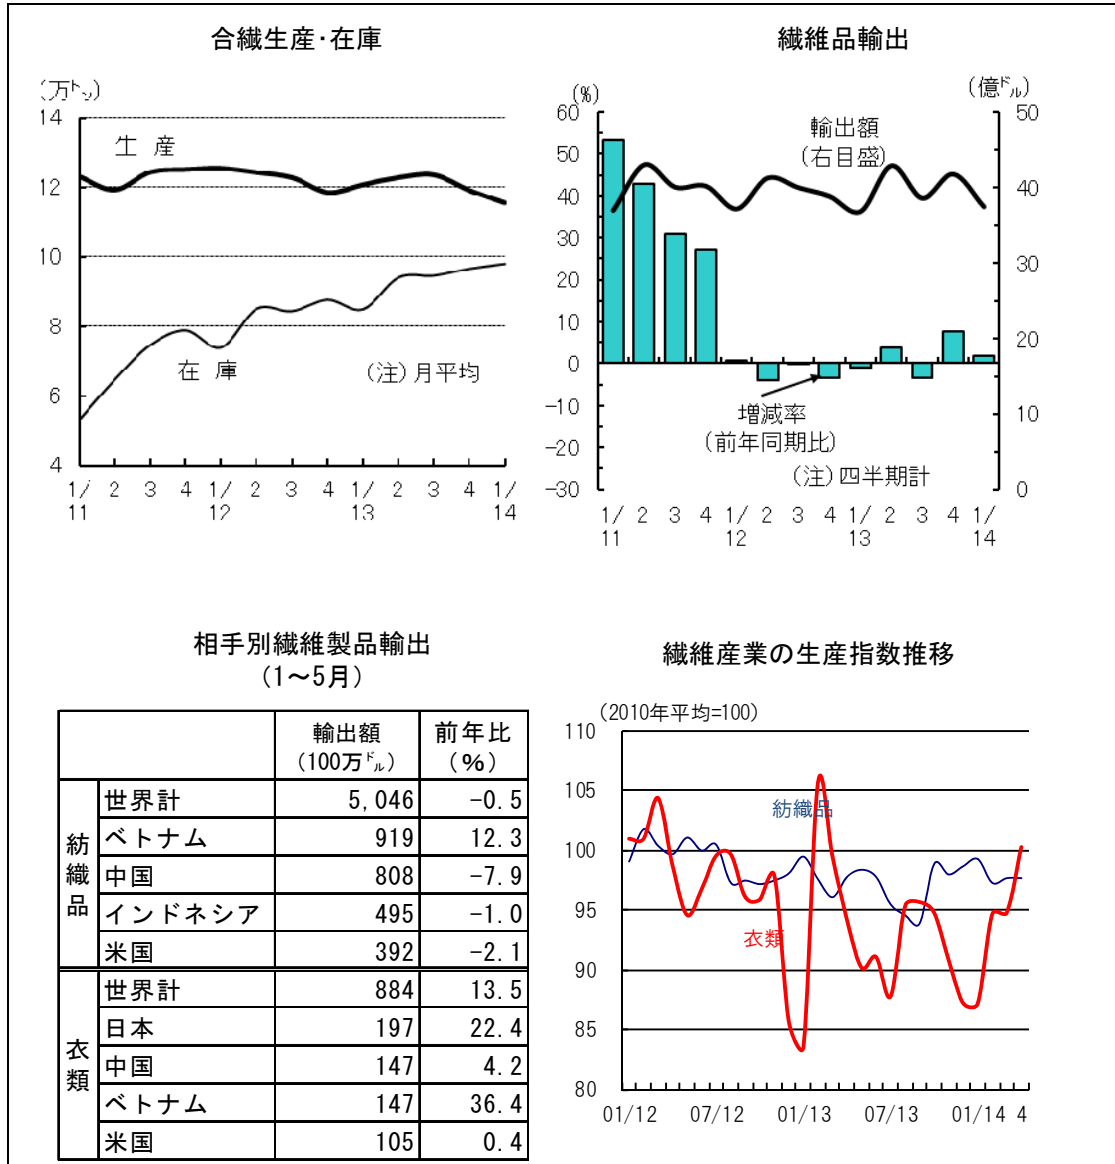 合繊生産･在庫
(万㌧)
14
12
10
8
6
4
生 産
在 庫
(注)月平均
1/ 2 3 4 1/ 2 3 4 1/ 2 3 4 1/
11 12 13 14
繊維品輸出
(%)
(億㌦)
60
50
40
30
20
10
0
-10
-20
-30
50
40
30
20
10
0
輸出額
(右目盛)
増減率
(前年同期比)
(注)四半期計
1/ 2 3 4 1/ 2 3 4 1/ 2 3 4 1/
11 12 13 14
相手別繊維製品輸出
(1～5月)
輸出額 前年比
(100万㌦) (%)
紡織品
世界計 5,046 -0.5
ベトナム 919 12.3
中国 808 -7.9
インドネシア 495 -1.0
米国 392 -2.1
衣類
世界計 884 13.5
日本 197 22.4
中国 147 4.2
ベトナム 147 36.4
米国 105 0.4
繊維産業の生産指数推移
(2010年平均=100)
110
105
100
95
90
85
80
紡織品
衣類
01/12 07/12 01/13 07/13 01/14 4